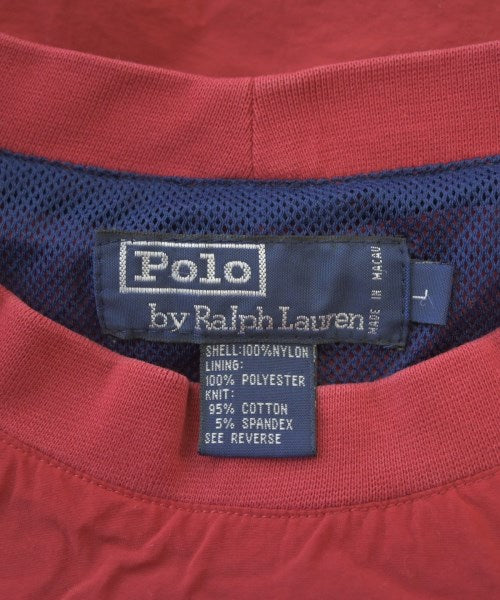 Polo
by Ralph Lauren
MADE IN MACAU
L
SHELL:100%NYLON
LINING:
100% POLYESTER
KNIT:
95% COTTON
5% SPANDEX
SEE REVERSE